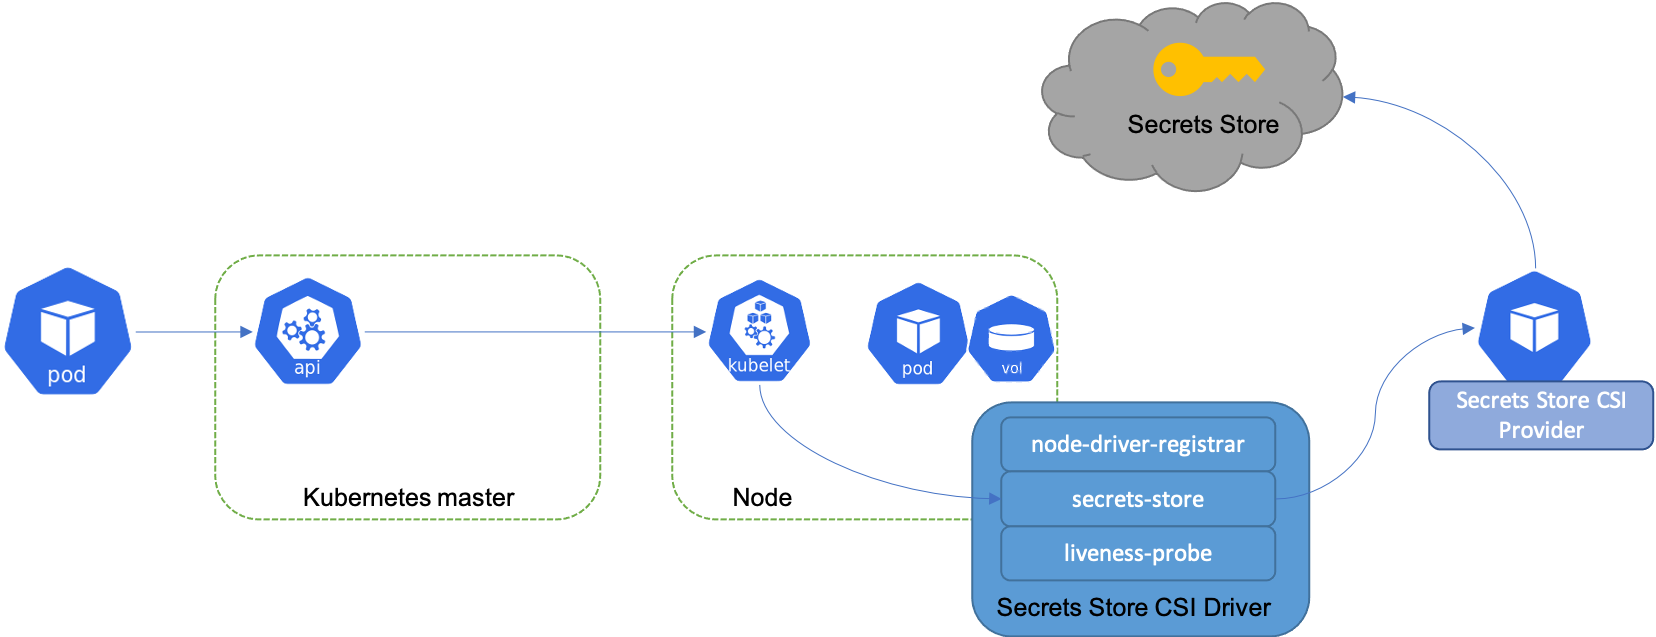 Secrets Store
pod
api
kubelet
pod
vol
Secrets Store CSI
Provider
node-driver-registrar
Kubernetes master
Node
secrets-store
liveness-probe
Secrets Store CSI Driver